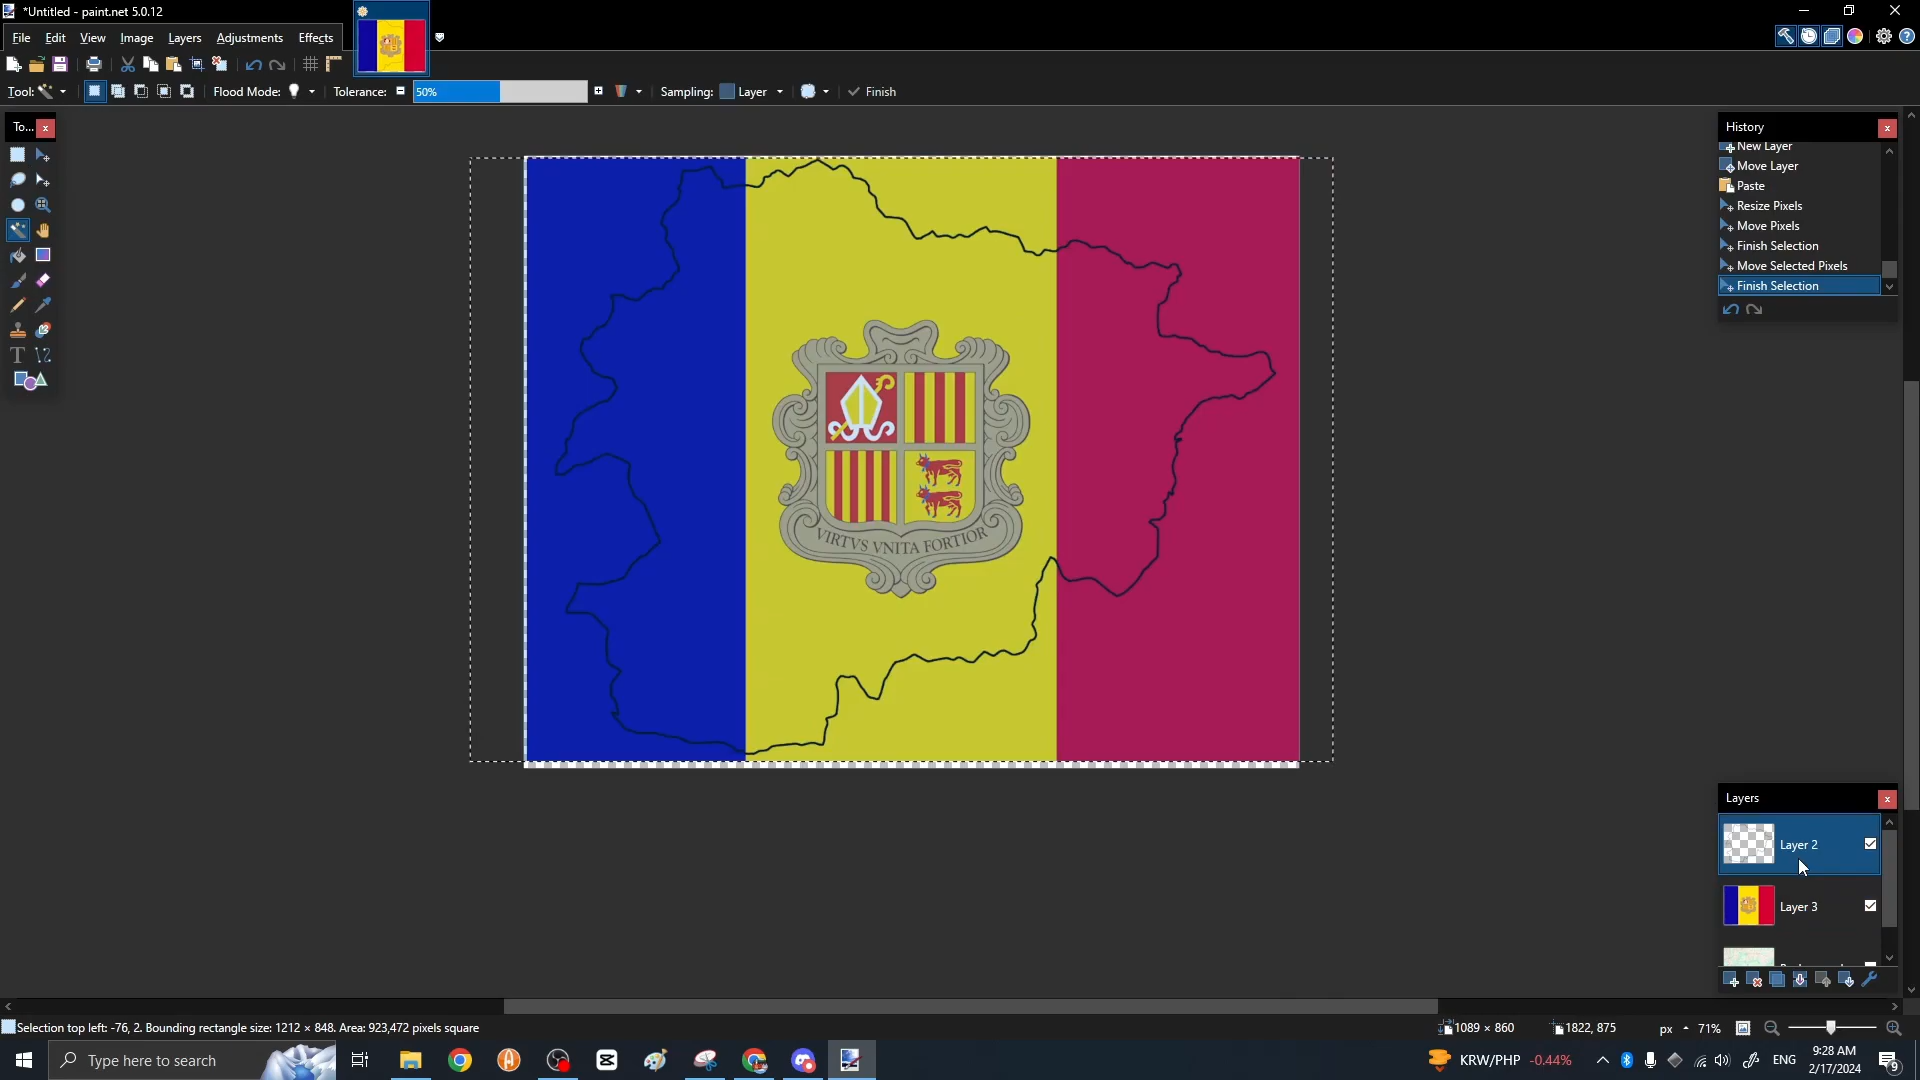 *Untitled - paint.net 5.0.12
File Edit View Image Layers Adjustments Effects
Tool: Flood Mode: Tolerance: 50% Sampling: Layer Finish
To...
History
New Layer
Move Layer
Paste
Resize Pixels
Move Pixels
Finish Selection
Move Selected Pixels
Finish Selection
VIRTVS VNITA FORTIOR
Layers
Layer 2
Layer 3
Selection top left: -76, 2. Bounding rectangle size: 1212 × 848. Area: 923,472 pixels square 1089 × 860 1822, 875 px 71%
Type here to search KRW/PHP -0.44% ENG 9:28 AM
2/17/2024
9